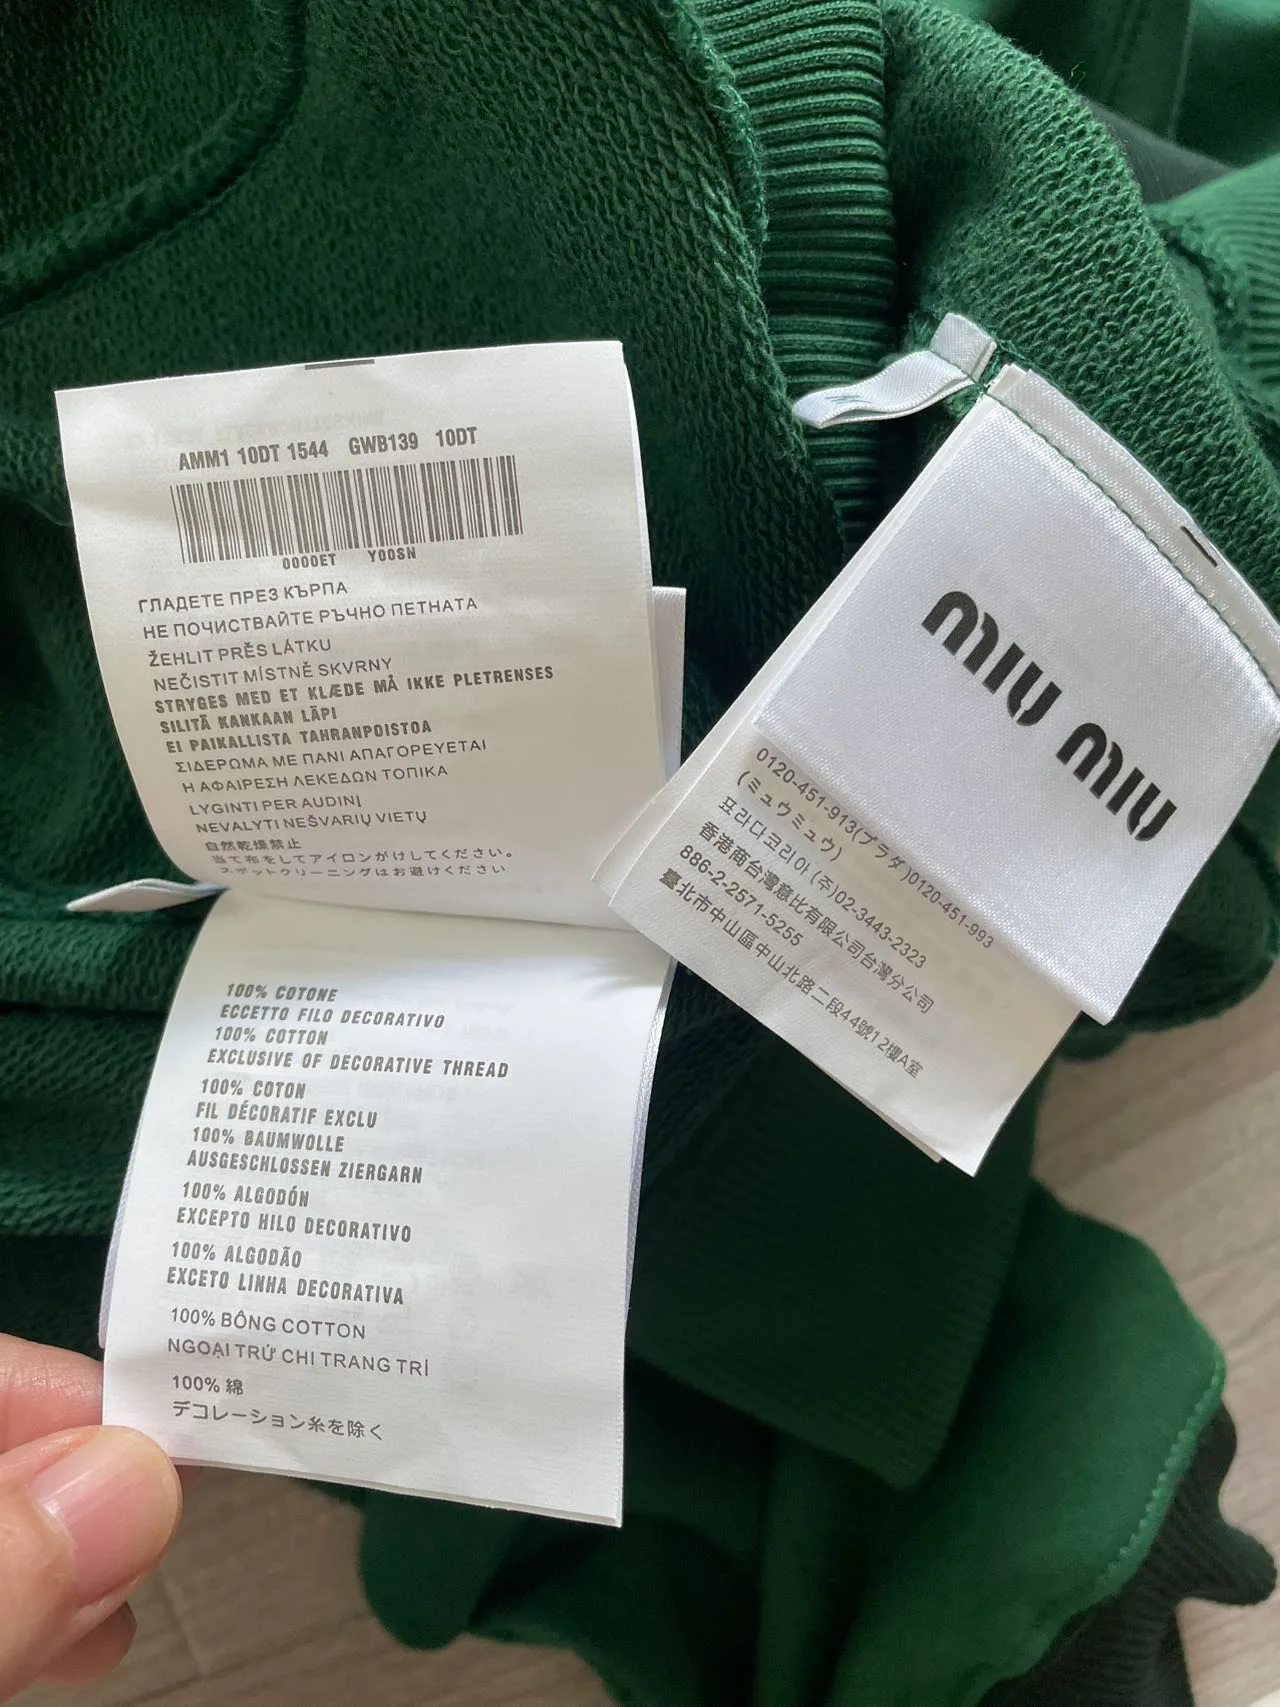 AMM1 10DT 1544 GWB139 10DT
0000ET Y00SN
ГЛАДЕТЕ ПРЕЗ КЪРПА
НЕ ПОЧИСТВАЙТЕ РЪЧНО ПЕТНАТА
ŽEHLIT PŘES LÁTKU
NEČISTIT MÍSTNĚ SKVRNY
STRYGES MED ET KLÆDE MÅ IKKE PLETRENSES
SILITÄ KANKAAN LÄPI
EI PAIKALLISTA TAHRANPOISTOA
ΣΙΔΕΡΩΜΑ ΜΕ ΠΑΝΙ ΑΠΑΓΟΡΕΥΕΤΑΙ
Η ΑΦΑΙΡΕΣΗ ΛΕΚΕΔΩΝ ΤΟΠΙΚΑ
LYGINTI PER AUDINĮ
NEVALYTI NEŠVARIŲ VIETŲ
自然乾燥禁止
当て布をしてアイロンがけしてください。
スポットクリーニングはお避けください
100% COTONE
ECCETTO FILO DECORATIVO
100% COTTON
EXCLUSIVE OF DECORATIVE THREAD
100% COTON
FIL DÉCORATIF EXCLU
100% BAUMWOLLE
AUSGESCHLOSSEN ZIERGARN
100% ALGODÓN
EXCEPTO HILO DECORATIVO
100% ALGODÃO
EXCETO LINHA DECORATIVA
100% BÔNG COTTON
NGOẠI TRỪ CHỈ TRANG TRÍ
100% 綿
デコレーション糸を除く
MIU MIU
0120-451-913(プラダ)0120-451-993
(ミュウミュウ)
프라다코리아 (주)02-3443-2323
香港商台灣意比有限公司台灣分公司
886-2-2571-5255
臺北市中山區中山北路二段44號12樓A室